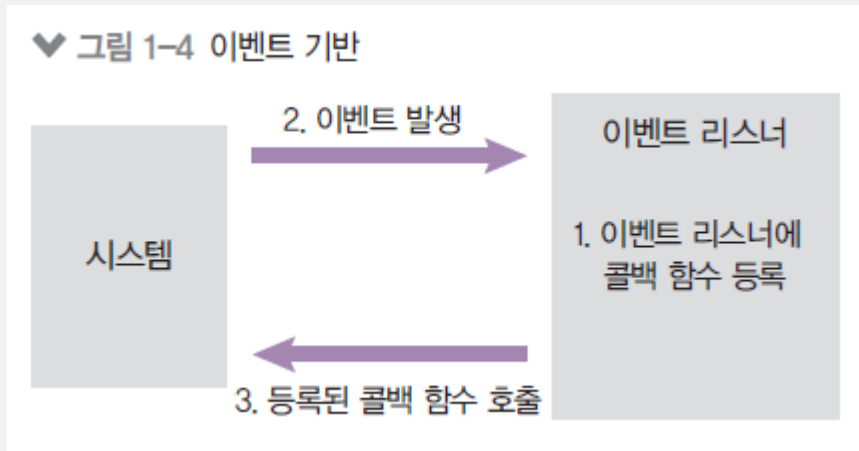 그림 1-4 이벤트 기반
2. 이벤트 발생
이벤트 리스너
시스템
1. 이벤트 리스너에
콜백 함수 등록
3. 등록된 콜백 함수 호출